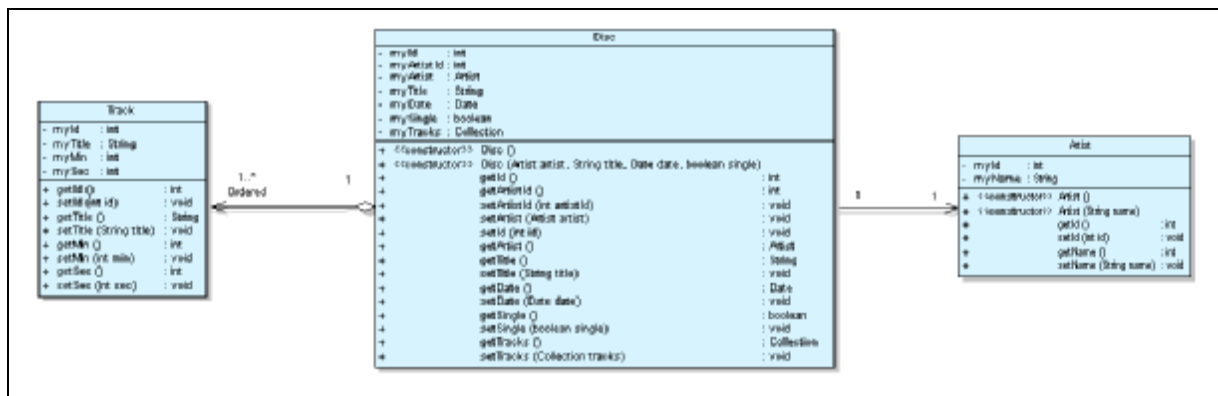 Track
- myId : int
- myTitle : String
- myMin : int
- mySec : int
+ getId () : int
+ setId (int id) : void
+ getTitle () : String
+ setTitle (String title) : void
+ getMin () : int
+ setMin (int min) : void
+ getSec () : int
+ setSec (int sec) : void
1..*
Ordered
1
Disc
- myId : int
- myArtistId : int
- myArtist : Artist
- myTitle : String
- myDate : Date
- mySingle : boolean
- myTracks : Collection
+ <<constructor>> Disc ()
+ <<constructor>> Disc (Artist artist, String title, Date date, boolean single)
+ getId () : int
+ getArtistId () : int
+ setArtistId (int artistId) : void
+ setArtist (Artist artist) : void
+ setId (int id) : void
+ getArtist () : Artist
+ getTitle () : String
+ setTitle (String title) : void
+ getDate () : Date
+ setDate (Date date) : void
+ getSingle () : boolean
+ setSingle (boolean single) : void
+ getTracks () : Collection
+ setTracks (Collection tracks) : void
1
Artist
- myId : int
- myName : String
+ <<constructor>> Artist ()
+ <<constructor>> Artist (String name)
+ getId () : int
+ setId (int id) : void
+ getName () : int
+ setName (String name) : void